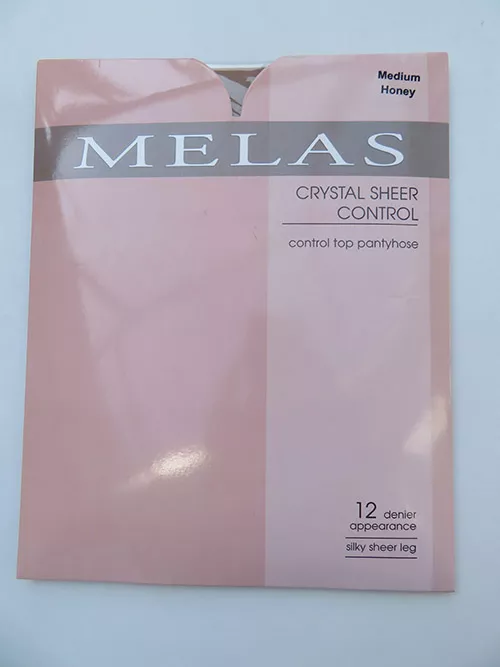 Medium
Honey
MELAS
CRYSTAL SHEER
CONTROL
control top pantyhose
12 denier
appearance
silky sheer leg